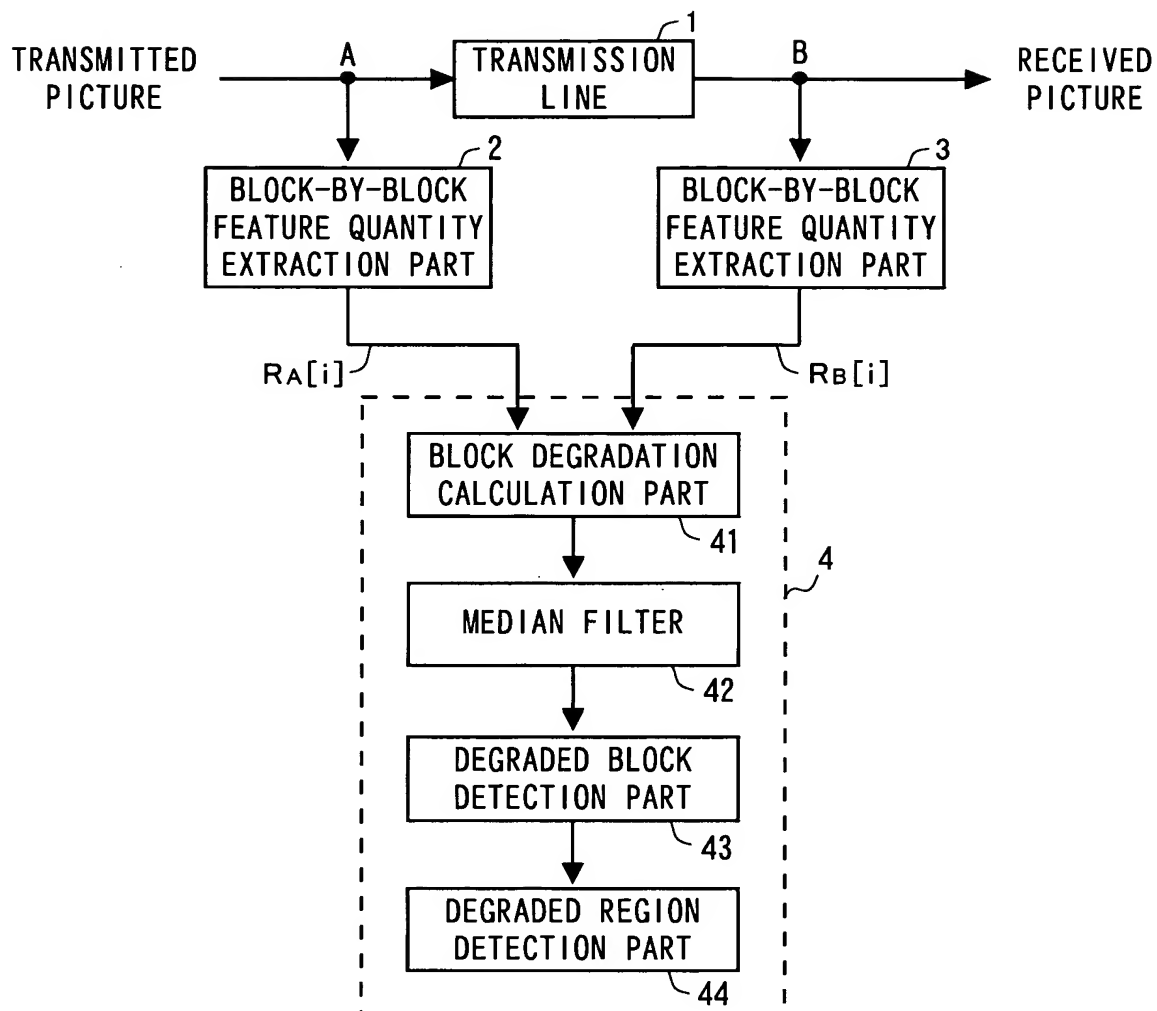 TRANSMITTED
PICTURE
A
1
TRANSMISSION
LINE
B
RECEIVED
PICTURE
2
BLOCK-BY-BLOCK
FEATURE QUANTITY
EXTRACTION PART
3
BLOCK-BY-BLOCK
FEATURE QUANTITY
EXTRACTION PART
RA[i]
RB[i]
BLOCK DEGRADATION
CALCULATION PART
41
4
MEDIAN FILTER
42
DEGRADED BLOCK
DETECTION PART
43
DEGRADED REGION
DETECTION PART
44